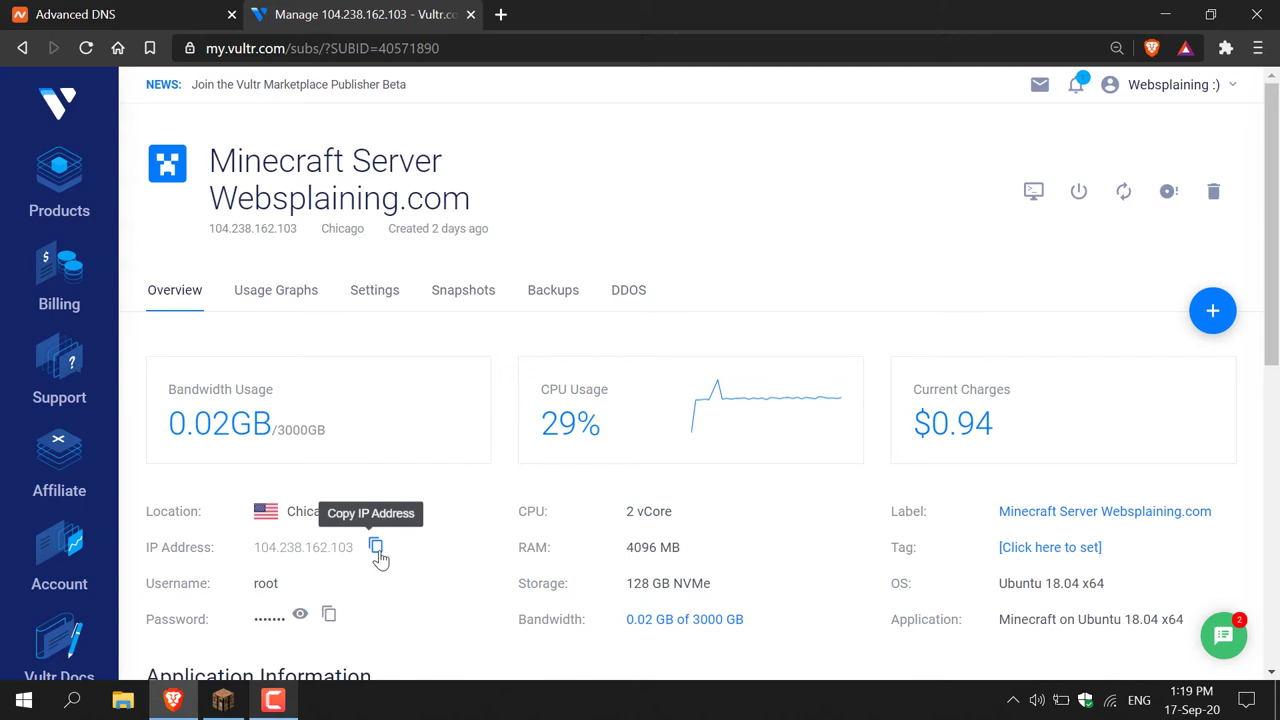 Advanced DNS
Manage 104.238.162.103 - Vultr.co
my.vultr.com/subs/?SUBID=40571890
NEWS: Join the Vultr Marketplace Publisher Beta
Websplaining :)
Minecraft Server
Websplaining.com
104.238.162.103 Chicago Created 2 days ago
Products
Billing
Support
Affiliate
Account
Vultr Docs
Overview Usage Graphs Settings Snapshots Backups DDOS
+
Bandwidth Usage
0.02GB/3000GB
CPU Usage
29%
Current Charges
$0.94
Copy IP Address
Location: Chica
IP Address: 104.238.162.103
Username: root
Password: •••••••
CPU: 2 vCore
RAM: 4096 MB
Storage: 128 GB NVMe
Bandwidth: 0.02 GB of 3000 GB
Label: Minecraft Server Websplaining.com
Tag: [Click here to set]
OS: Ubuntu 18.04 x64
Application: Minecraft on Ubuntu 18.04 x64
2
Application Information
ENG
1:19 PM
17-Sep-20